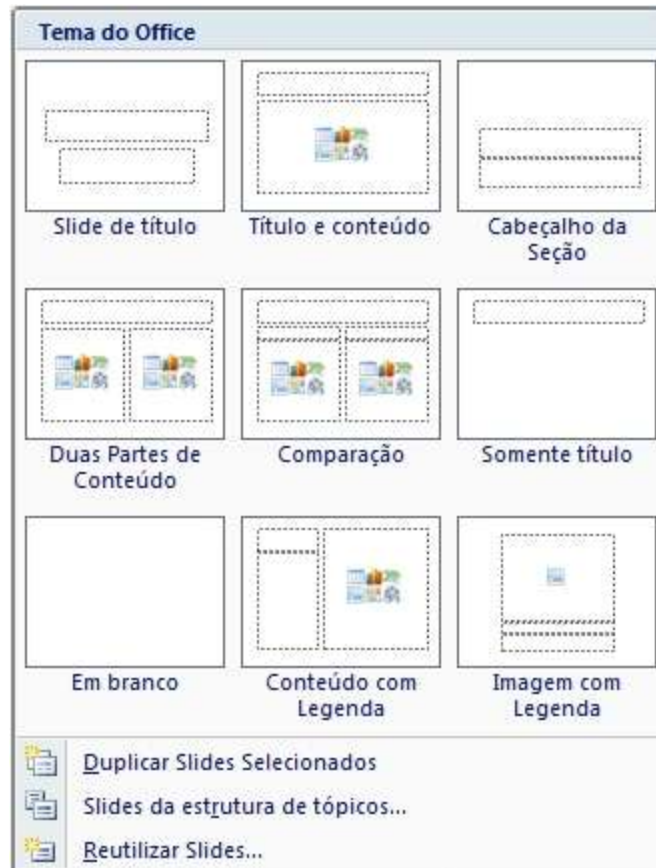 Tema do Office
Slide de título
Título e conteúdo
Cabeçalho da
Seção
Duas Partes de
Conteúdo
Comparação
Somente título
Em branco
Conteúdo com
Legenda
Imagem com
Legenda
Duplicar Slides Selecionados
Slides da estrutura de tópicos...
Reutilizar Slides...